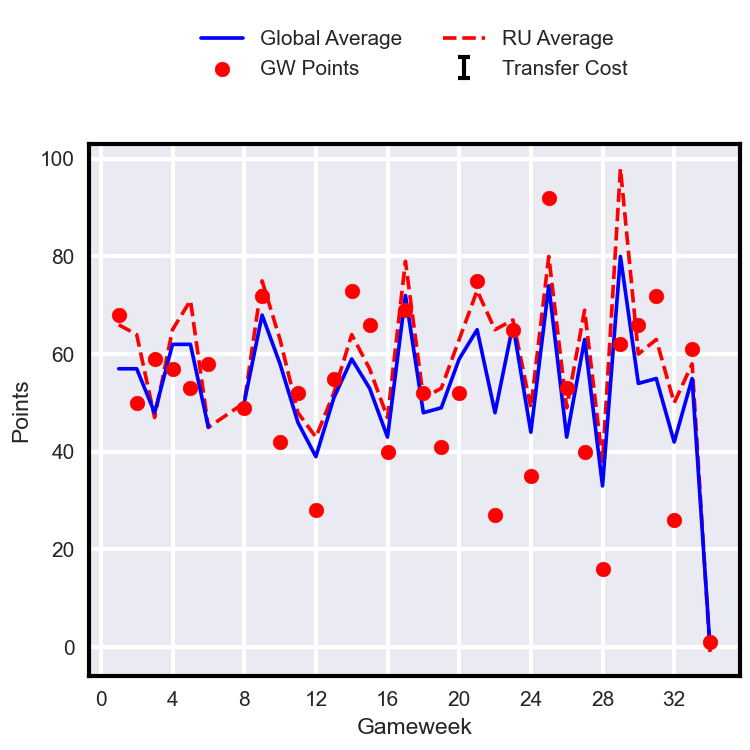 Global Average
RU Average
GW Points
Transfer Cost
100
80
60
40
20
0
Points
0 4 8 12 16 20 24 28 32
Gameweek